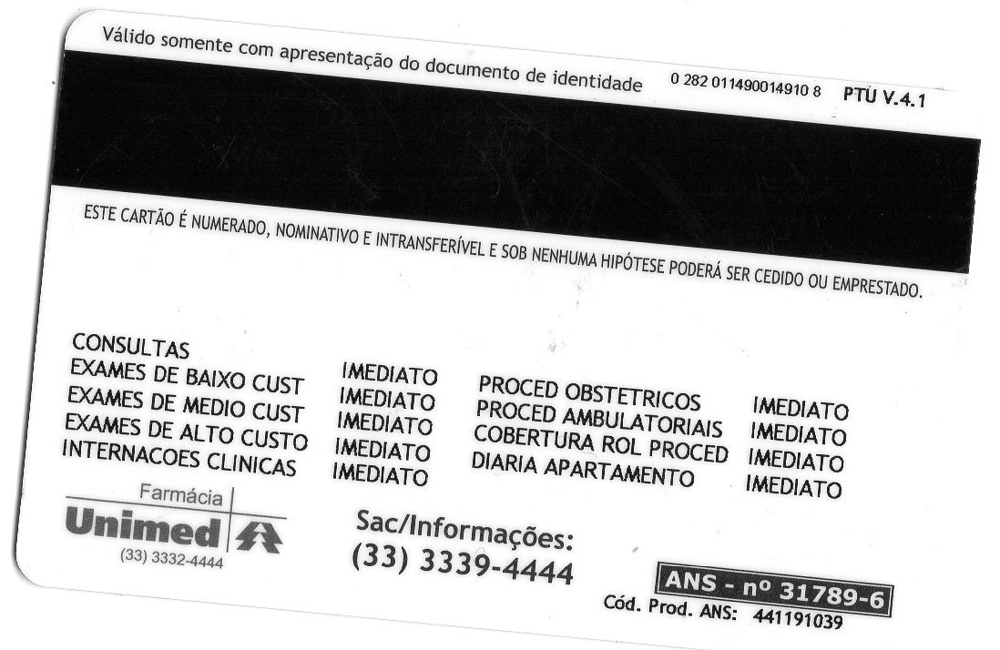 Válido somente com apresentação do documento de identidade 0 282 011490014910 8 PTU V.4.1
ESTE CARTÃO É NUMERADO, NOMINATIVO E INTRANSFERÍVEL E SOB NENHUMA HIPÓTESE PODERÁ SER CEDIDO OU EMPRESTADO.
CONSULTAS IMEDIATO PROCED OBSTETRICOS IMEDIATO
EXAMES DE BAIXO CUST IMEDIATO PROCED AMBULATORIAIS IMEDIATO
EXAMES DE MEDIO CUST IMEDIATO COBERTURA ROL PROCED IMEDIATO
EXAMES DE ALTO CUSTO IMEDIATO DIARIA APARTAMENTO IMEDIATO
INTERNACOES CLINICAS IMEDIATO
Farmácia
Unimed
(33) 3332-4444
Sac/Informações:
(33) 3339-4444
ANS - nº 31789-6
Cód. Prod. ANS: 441191039